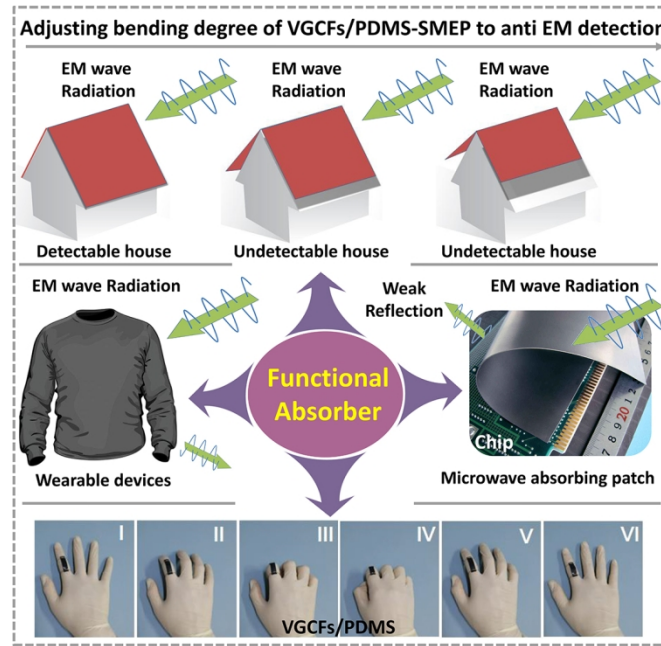 Adjusting bending degree of VGCFs/PDMS-SMEP to anti EM detection
EM wave
Radiation
EM wave
Radiation
EM wave
Radiation
Detectable house
Undetectable house
Undetectable house
EM wave Radiation
Weak
Reflection
EM wave Radiation
Functional
Absorber
Chip
20
Wearable devices
Microwave absorbing patch
I
II
III
IV
V
VI
VGCFs/PDMS